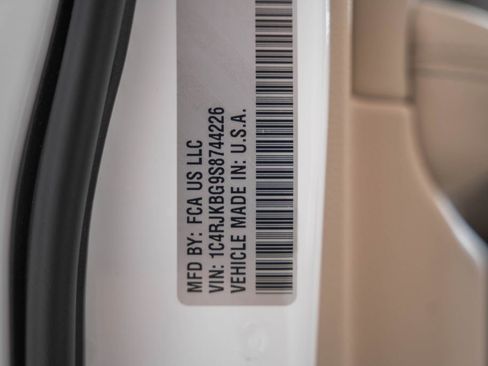 MFD BY: FCA US LLC
VIN: 1C4RJKBG9S8744226
VEHICLE MADE IN: U.S.A.